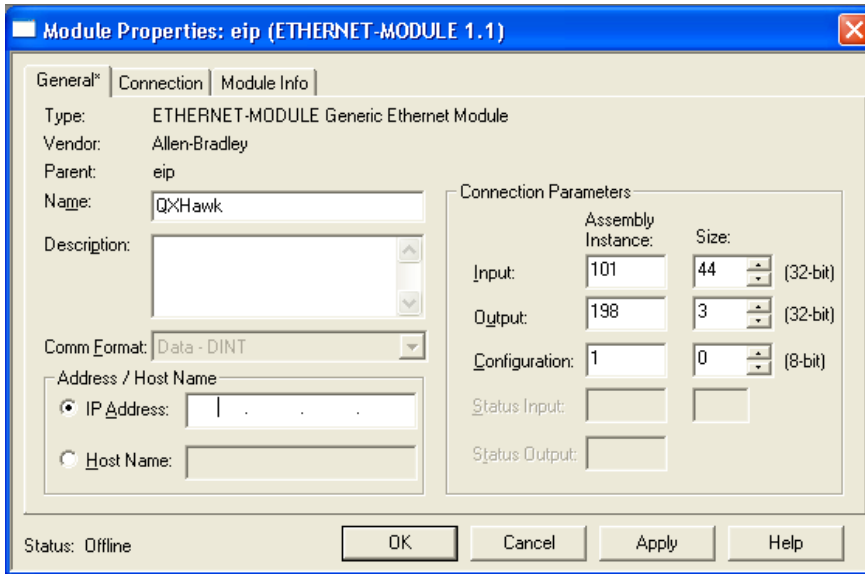 Module Properties: eip (ETHERNET-MODULE 1.1)
General* Connection Module Info
Type: ETHERNET-MODULE Generic Ethernet Module
Vendor: Allen-Bradley
Parent: eip
Name: QXHawk
Description:
Comm Format: Data - DINT
Address / Host Name
IP Address: . . .
Host Name:
Connection Parameters
Assembly
Instance: Size:
Input: 101 44 (32-bit)
Output: 198 3 (32-bit)
Configuration: 1 0 (8-bit)
Status Input:
Status Output:
Status: Offline OK Cancel Apply Help